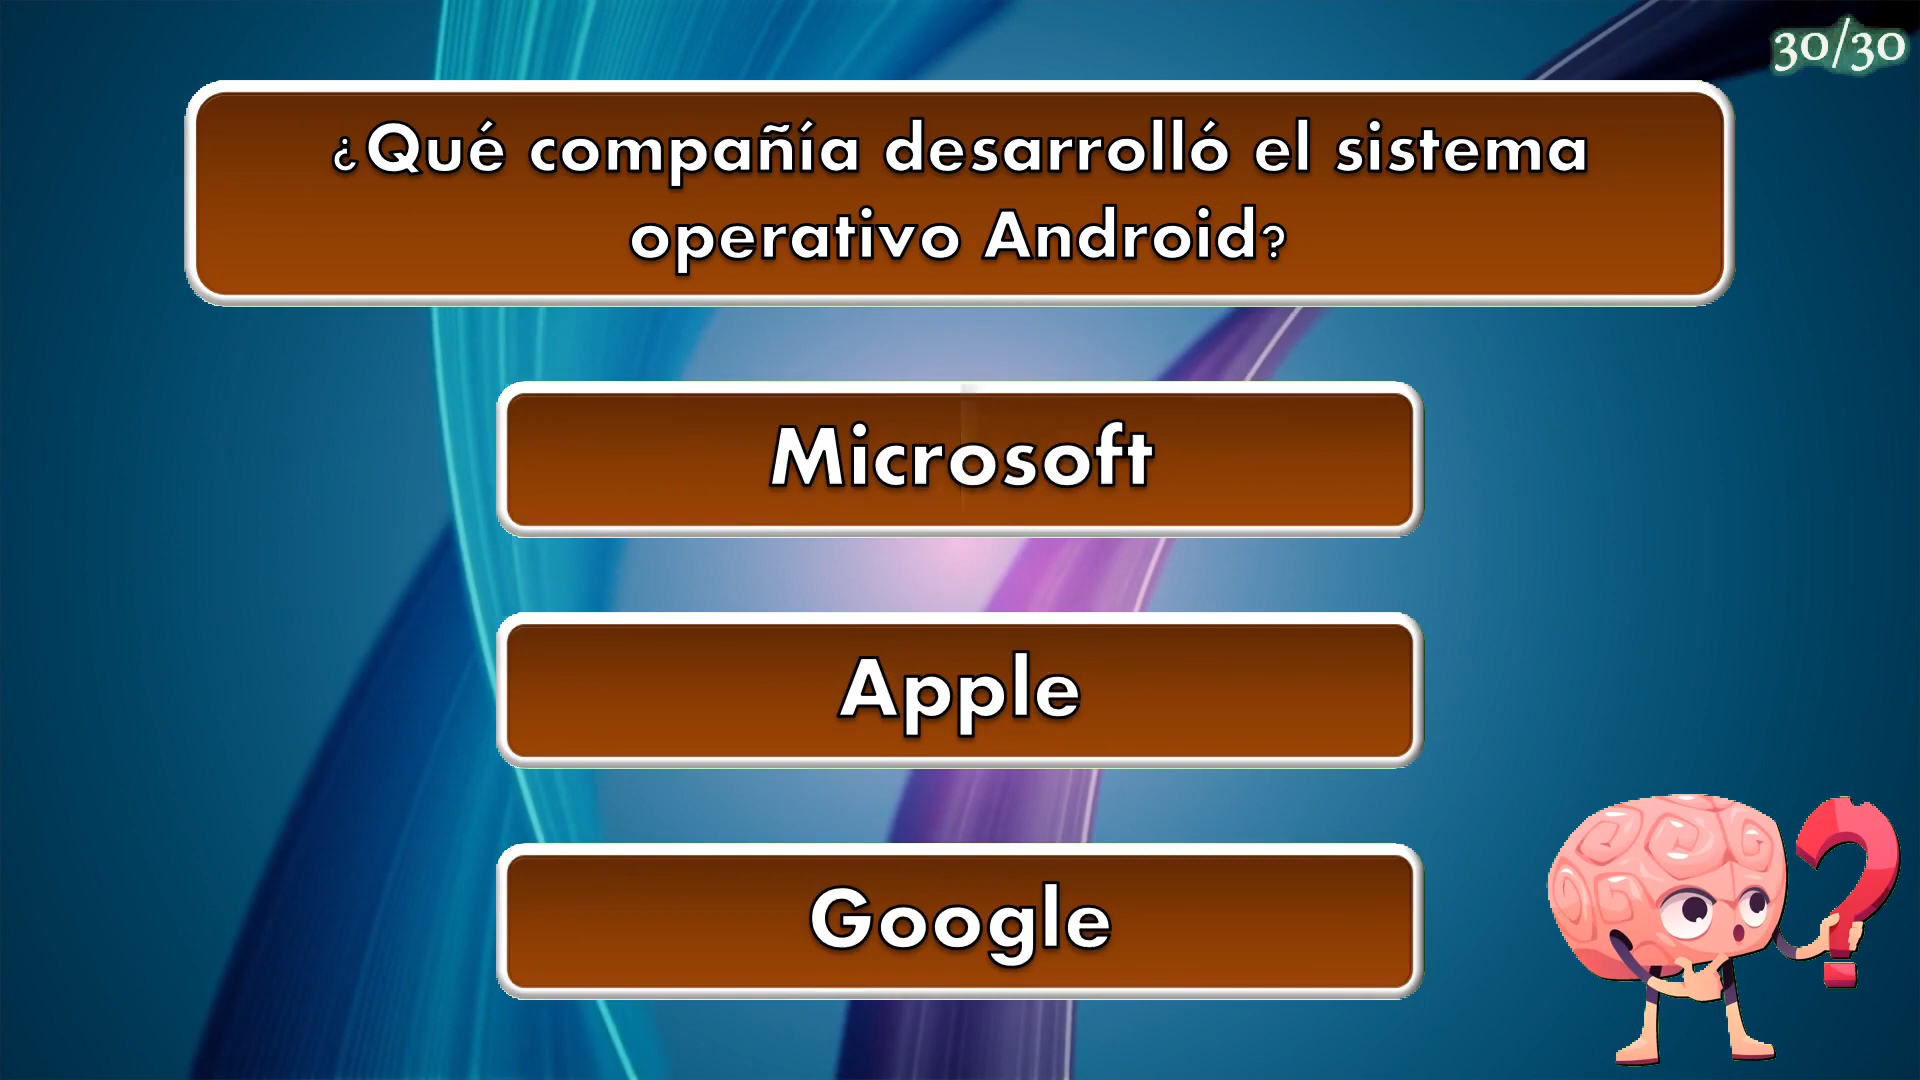 30/30
¿Qué compañía desarrolló el sistema
operativo Android?
Microsoft
Apple
Google